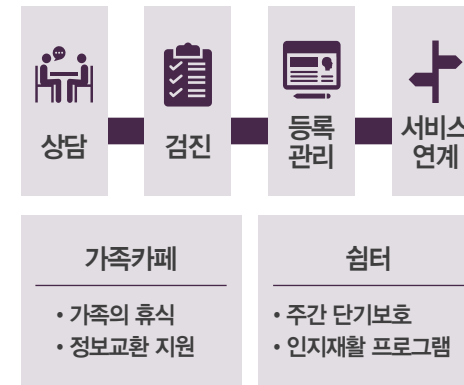 상담
검진
등록
관리
서비스
연계
가족카페
• 가족의 휴식
• 정보교환 지원
쉼터
• 주간 단기보호
• 인지재활 프로그램